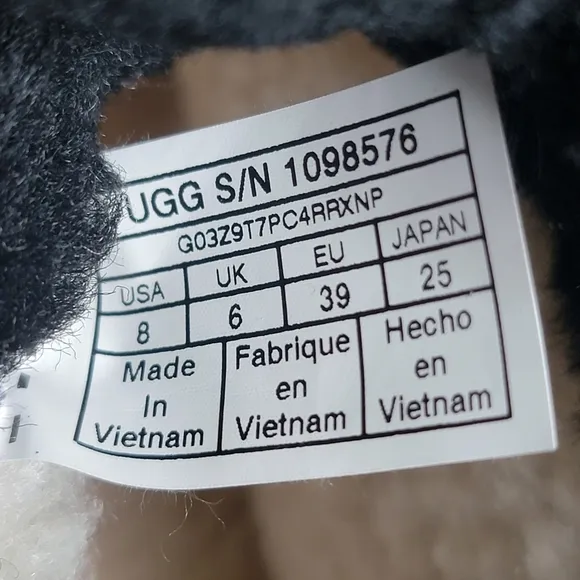 UGG S/N 1098576
G03Z9T7PC4RRXNP
USA UK EU JAPAN
8 6 39 25
Made In Vietnam
Fabrique en Vietnam
Hecho en Vietnam